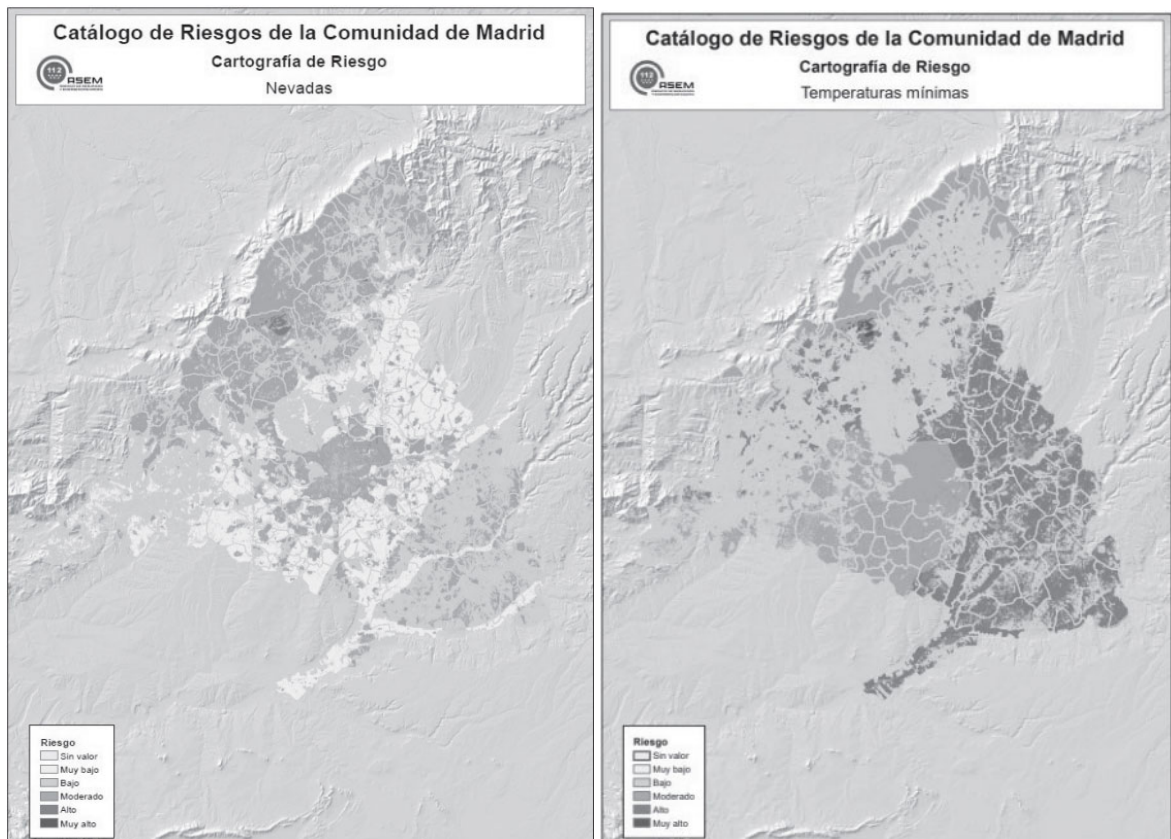 Catálogo de Riesgos de la Comunidad de Madrid
Cartografía de Riesgo
Nevadas
112
ASEM
Riesgo
Sin valor
Muy bajo
Bajo
Moderado
Alto
Muy alto
Catálogo de Riesgos de la Comunidad de Madrid
Cartografía de Riesgo
Temperaturas mínimas
112
ASEM
Riesgo
Sin valor
Muy bajo
Bajo
Moderado
Alto
Muy alto